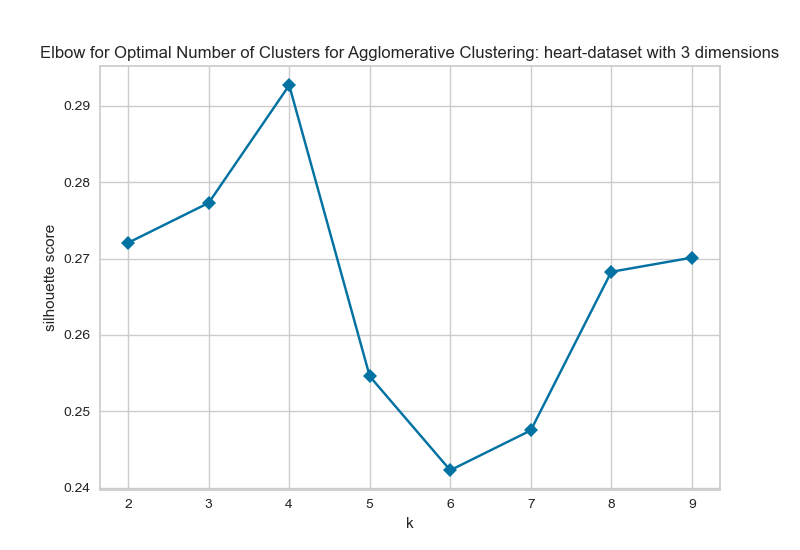 Elbow for Optimal Number of Clusters for Agglomerative Clustering: heart-dataset with 3 dimensions
0.29
0.28
0.27
0.26
0.25
0.24
silhouette score
2 3 4 5 6 7 8 9
k